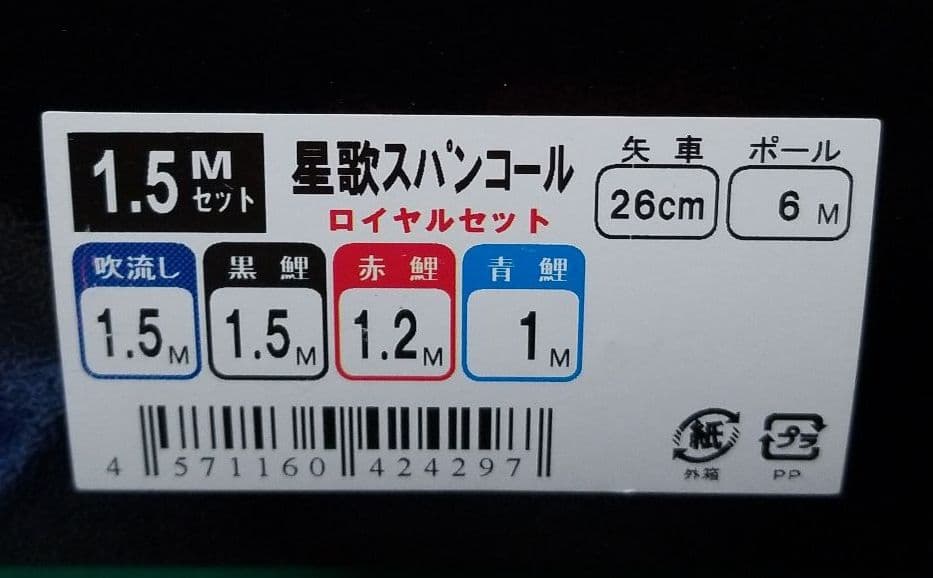 1.5 M セット
星歌スパンコール
ロイヤルセット
矢車
26cm
ポール
6 M
吹流し
1.5 M
黒鯉
1.5 M
赤鯉
1.2 M
青鯉
1 M
4 571160 424297
紙
外箱
プラ
PP